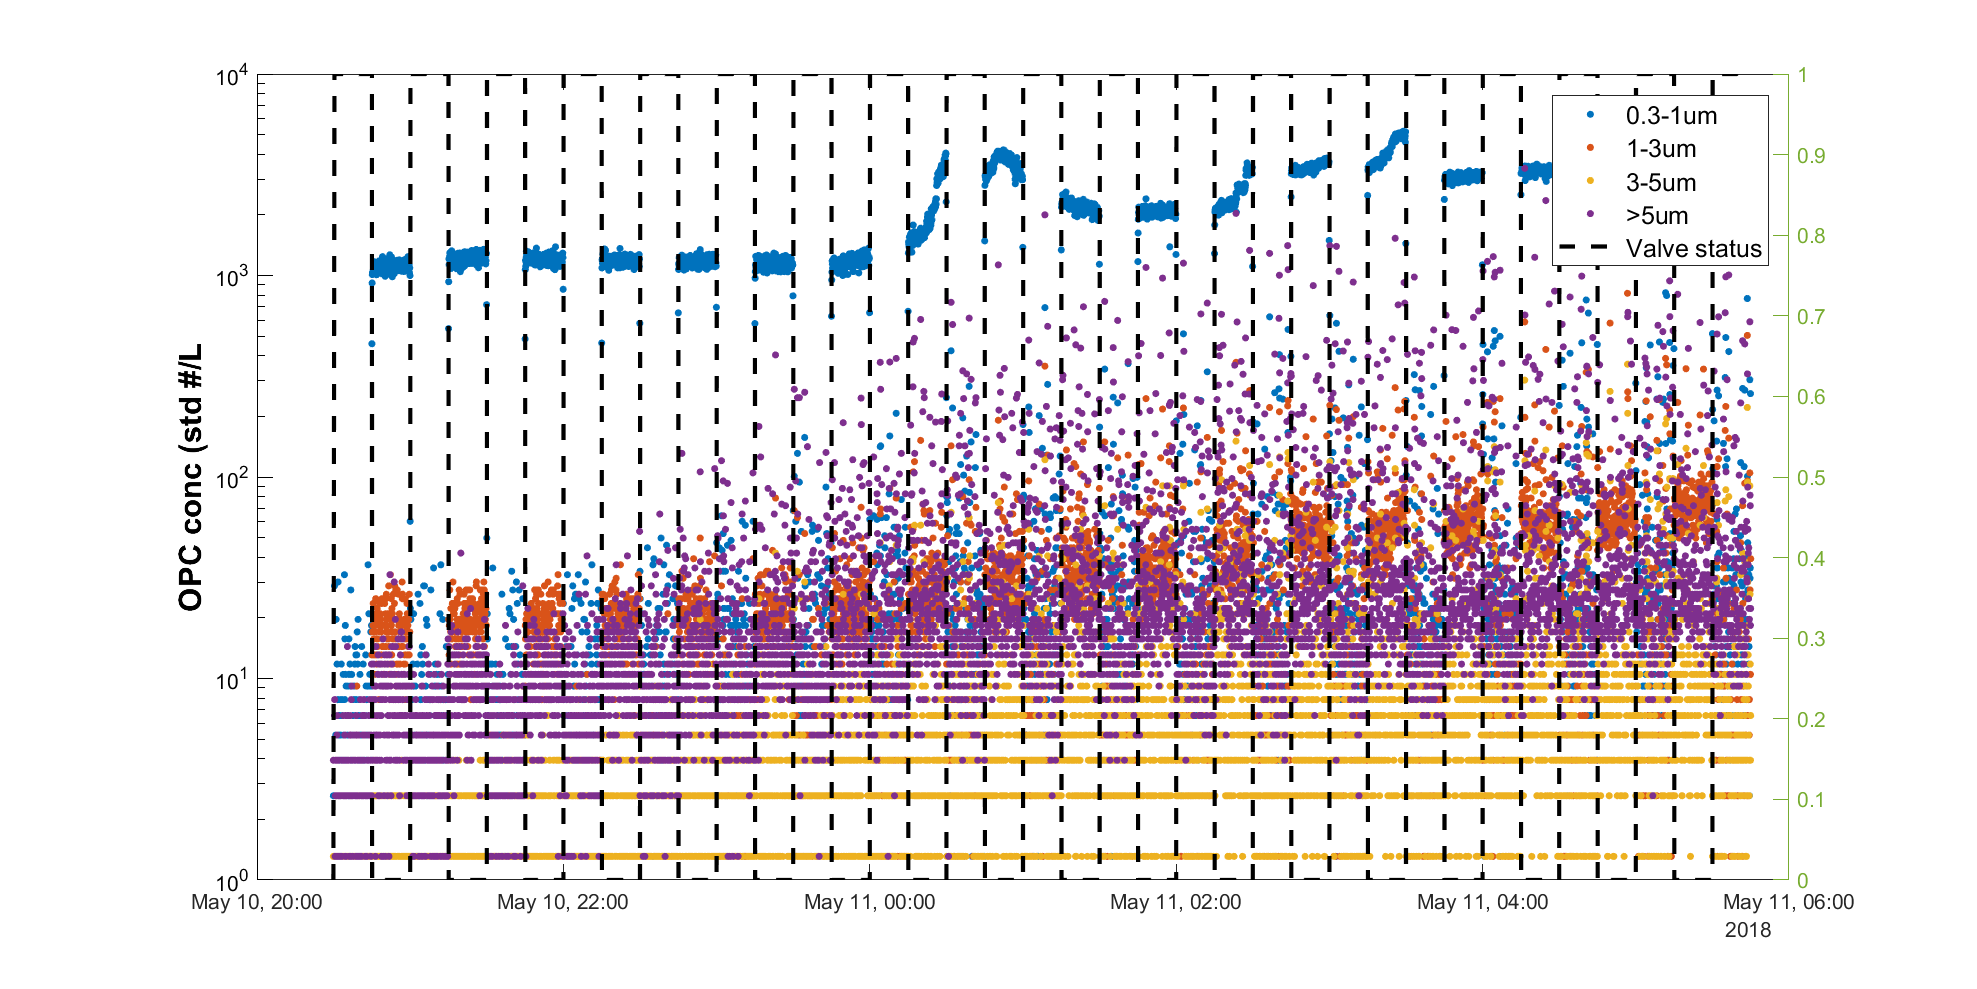 OPC conc (std #/L
10^4
10^3
10^2
10^1
10^0
1
0.9
0.8
0.7
0.6
0.5
0.4
0.3
0.2
0.1
0
0.3-1um
1-3um
3-5um
>5um
Valve status
May 10, 20:00
May 10, 22:00
May 11, 00:00
May 11, 02:00
May 11, 04:00
May 11, 06:00
2018